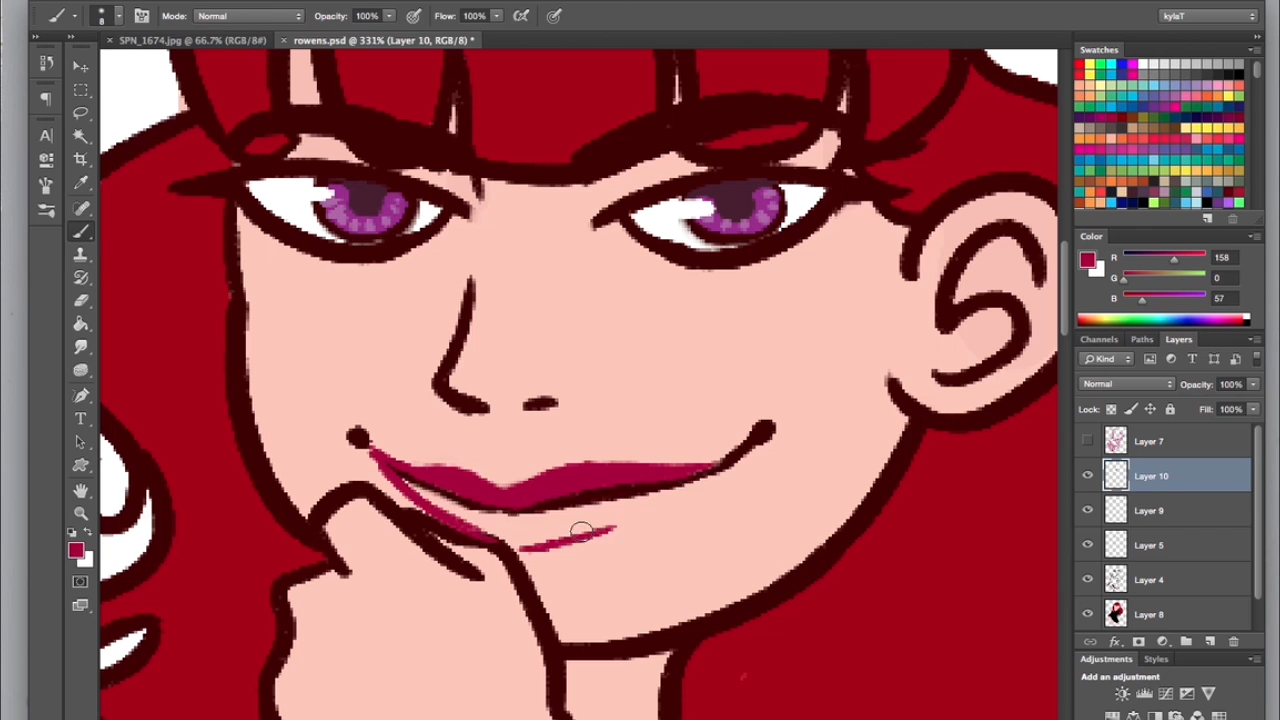 8 Mode: Normal Opacity: 100% Flow: 100% kylaT
SPN_1674.jpg @ 66.7% (RGB/8#) rowens.psd @ 331% (Layer 10, RGB/8) *
Swatches
Color
R 158
G 0
B 57
Channels Paths Layers
Kind
Normal Opacity: 100%
Lock: Fill: 100%
Layer 7
Layer 10
Layer 9
Layer 5
Layer 4
Layer 8
fx
Adjustments Styles
Add an adjustment